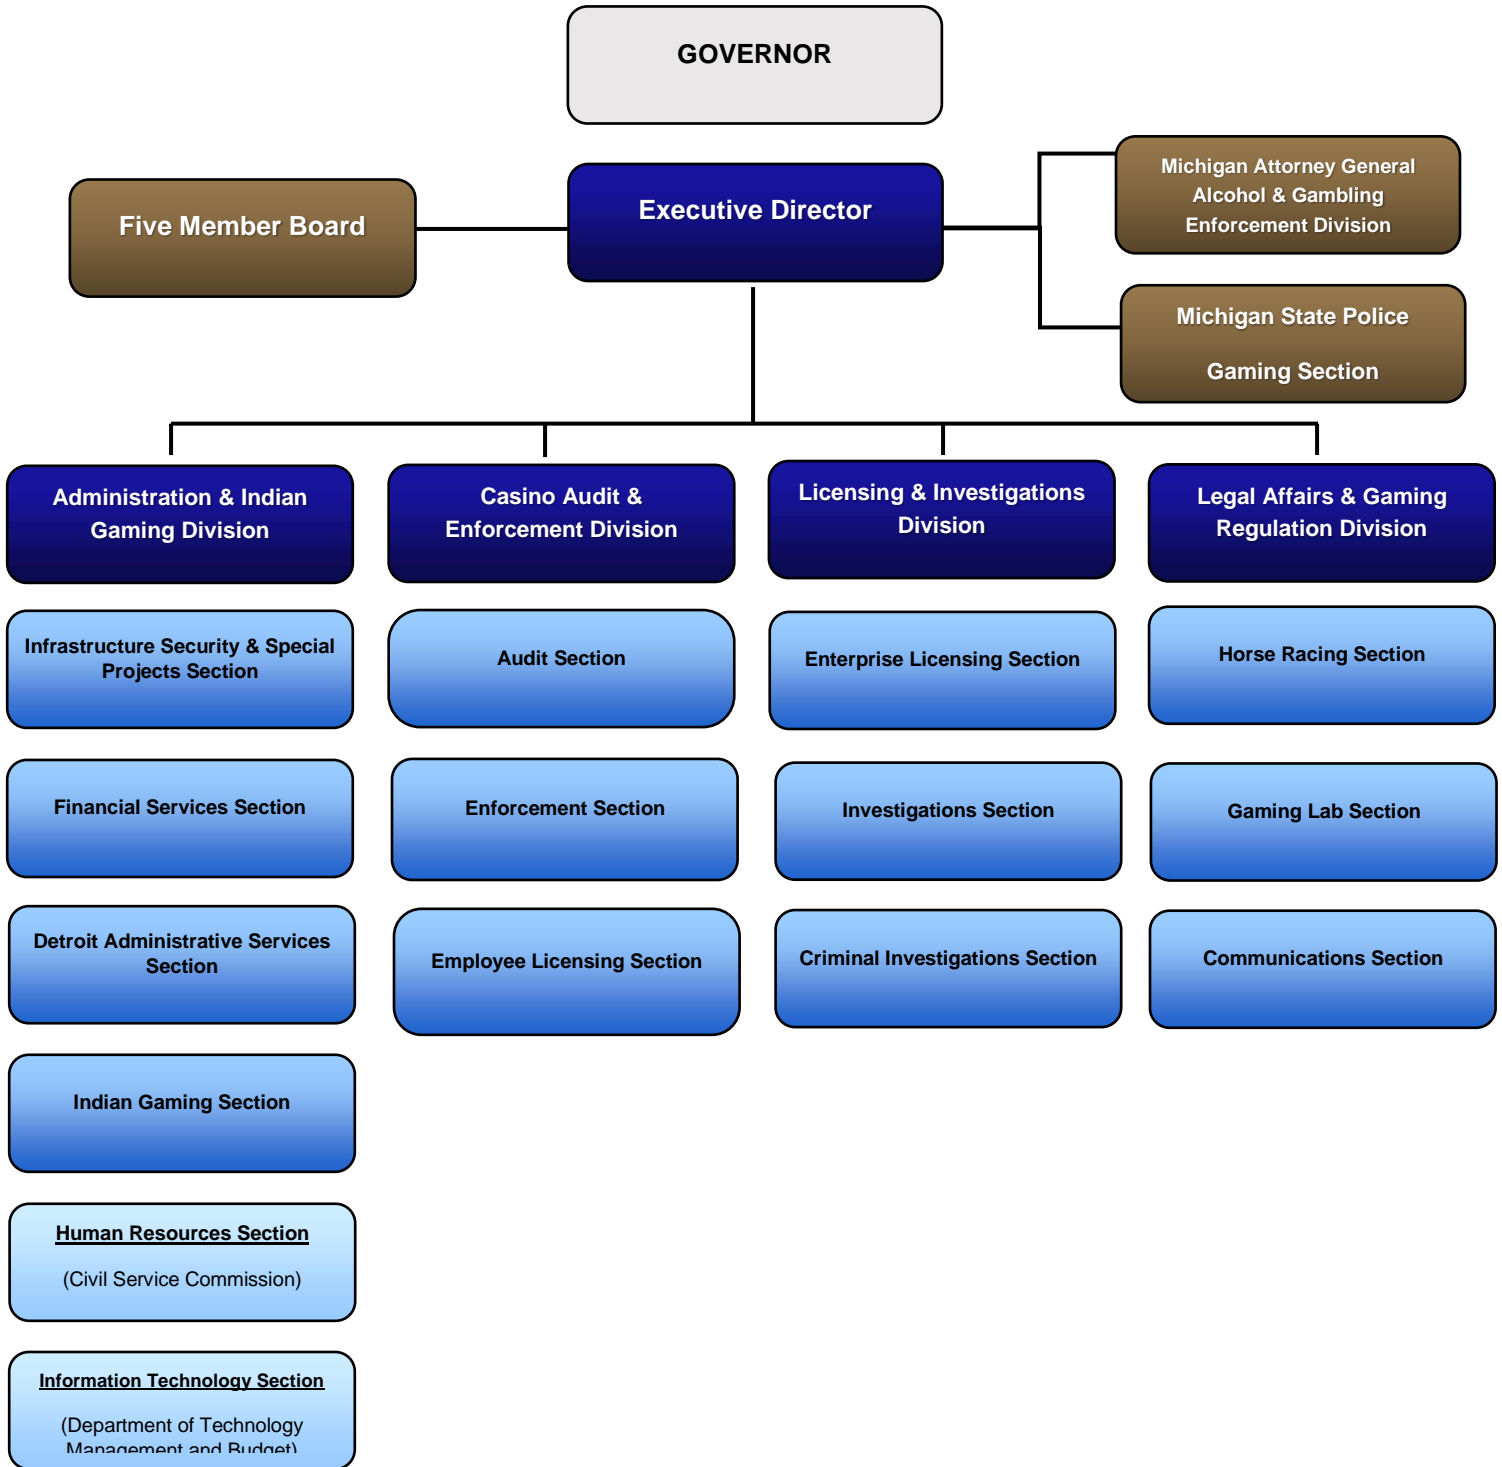 GOVERNOR
Five Member Board
Executive Director
Michigan Attorney General
Alcohol & Gambling
Enforcement Division
Michigan State Police
Gaming Section
Administration & Indian
Gaming Division
Casino Audit &
Enforcement Division
Licensing & Investigations
Division
Legal Affairs & Gaming
Regulation Division
Infrastructure Security & Special
Projects Section
Audit Section
Enterprise Licensing Section
Horse Racing Section
Financial Services Section
Enforcement Section
Investigations Section
Gaming Lab Section
Detroit Administrative Services
Section
Employee Licensing Section
Criminal Investigations Section
Communications Section
Indian Gaming Section
Human Resources Section
(Civil Service Commission)
Information Technology Section
(Department of Technology
Management and Budget)